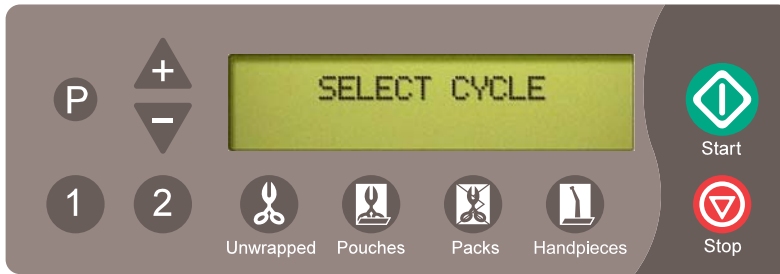 P
+
−
SELECT CYCLE
Start
1
2
Unwrapped
Pouches
Packs
Handpieces
Stop